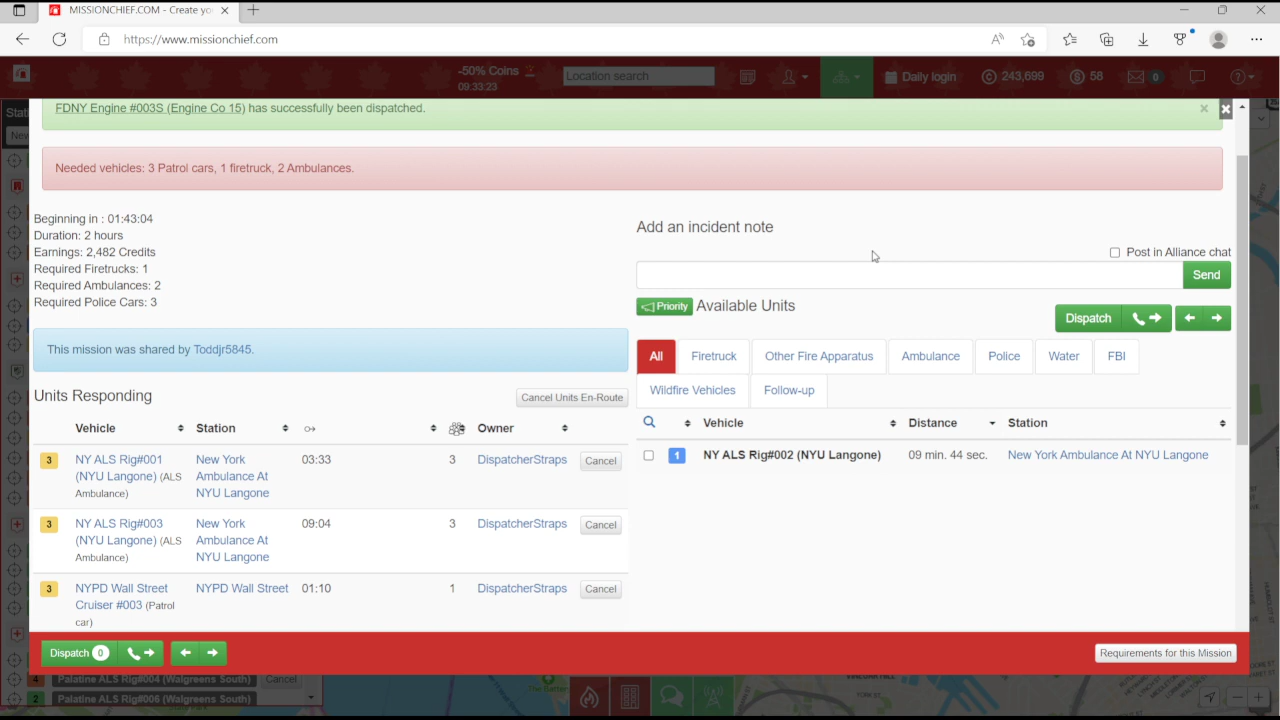 MISSIONCHIEF.COM - Create yo
https://www.missionchief.com
-50% Coins
09:33:23
Location search
Daily login
243,699
58
0
Stati
New
FDNY Engine #003S (Engine Co 15) has successfully been dispatched.
Needed vehicles: 3 Patrol cars, 1 firetruck, 2 Ambulances.
Beginning in : 01:43:04
Duration: 2 hours
Earnings: 2,482 Credits
Required Firetrucks: 1
Required Ambulances: 2
Required Police Cars: 3
This mission was shared by Toddjr5845.
Units Responding
Cancel Units En-Route
Vehicle Station Owner
3 NY ALS Rig#001 New York 03:33 3 DispatcherStraps Cancel
(NYU Langone) (ALS Ambulance At
Ambulance) NYU Langone
3 NY ALS Rig#003 New York 09:04 3 DispatcherStraps Cancel
(NYU Langone) (ALS Ambulance At
Ambulance) NYU Langone
3 NYPD Wall Street NYPD Wall Street 01:10 1 DispatcherStraps Cancel
Cruiser #003 (Patrol
car)
Add an incident note
Post in Alliance chat
Send
Priority Available Units
Dispatch
All Firetruck Other Fire Apparatus Ambulance Police Water FBI
Wildfire Vehicles Follow-up
Vehicle Distance Station
1 NY ALS Rig#002 (NYU Langone) 09 min. 44 sec. New York Ambulance At NYU Langone
Dispatch 0
Requirements for this Mission
4 Palatine ALS Rig#004 (Walgreens South) Cancel
2 Palatine ALS Rig#006 (Walgreens South)